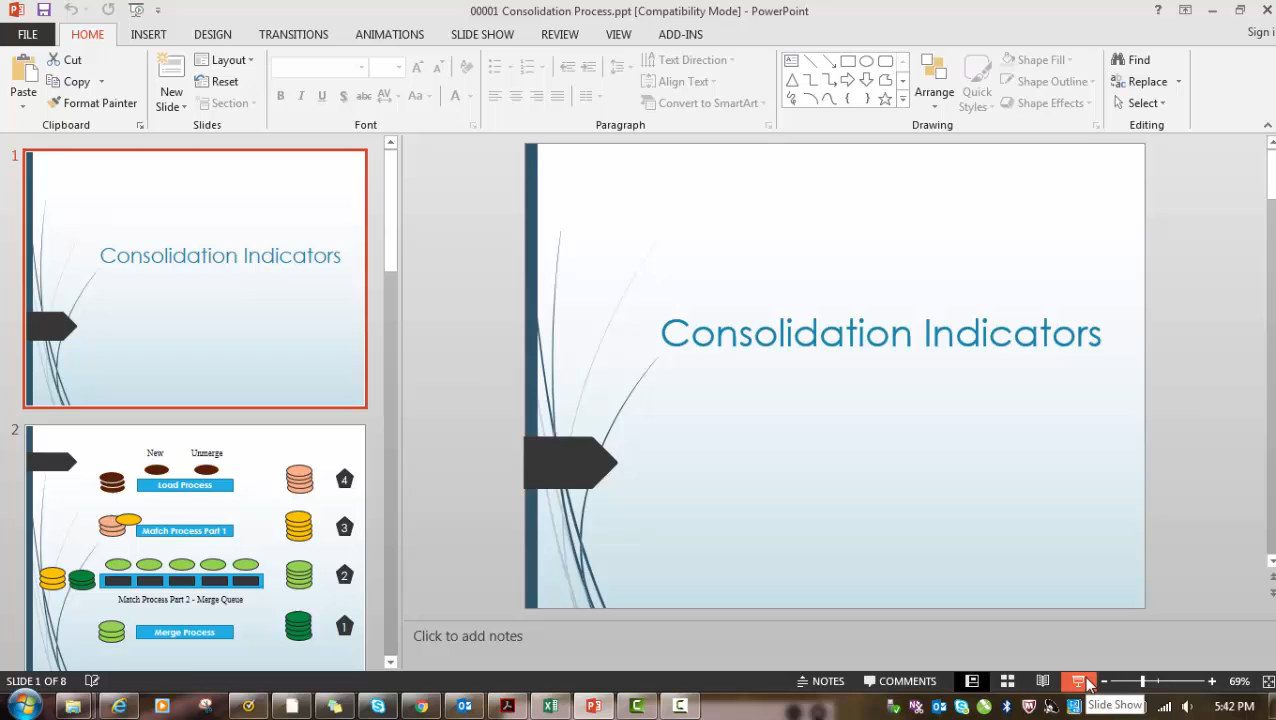 00001 Consolidation Process.ppt [Compatibility Mode] - PowerPoint
FILE HOME INSERT DESIGN TRANSITIONS ANIMATIONS SLIDE SHOW REVIEW VIEW ADD-INS Sign i
Paste
Cut
Copy
Format Painter
Clipboard
New
Slide
Layout
Reset
Section
Slides
B I U S abc AV Aa A
Font
Text Direction
Align Text
Convert to SmartArt
Paragraph
Arrange
Quick
Styles
Shape Fill
Shape Outline
Shape Effects
Drawing
Find
Replace
Select
Editing
1
Consolidation Indicators
2
New Unmerge
Load Process 4
Match Process Part 1 3
2
Match Process Part 2 - Merge Queue
Merge Process 1
Consolidation Indicators
Click to add notes
SLIDE 1 OF 8 NOTES COMMENTS 69%
Slide Show
5:42 PM